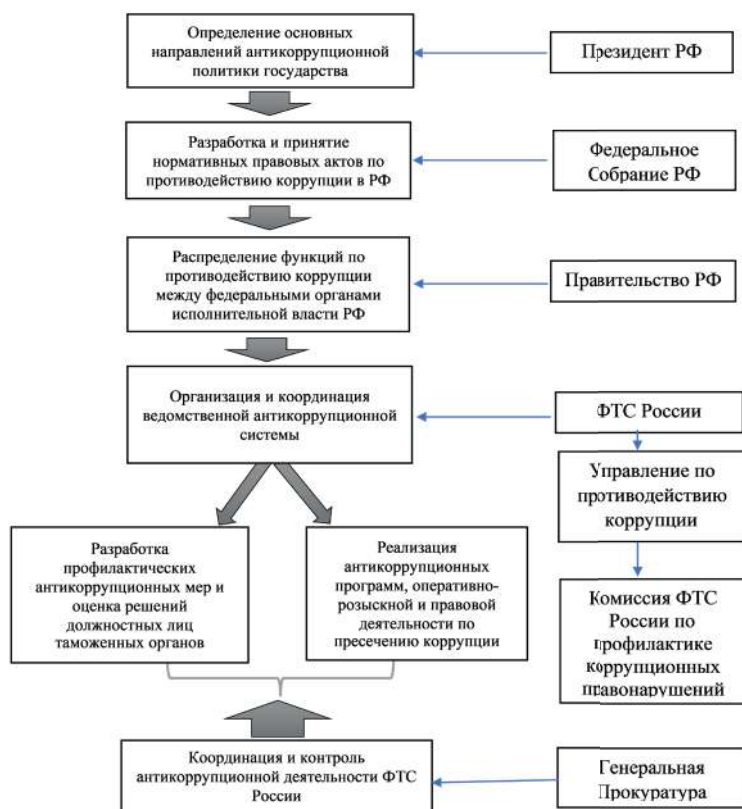 Определение основных
направлений антикоррупционной
политики государства
Президент РФ
Разработка и принятие
нормативных правовых актов по
противодействию коррупции в РФ
Федеральное
Собрание РФ
Распределение функций по
противодействию коррупции
между федеральными органами
исполнительной власти РФ
Правительство РФ
Организация и координация
ведомственной антикоррупционной
системы
ФТС России
Управление по
противодействию
коррупции
Разработка
профилактических
антикоррупционных мер и
оценка решений
должностных лиц
таможенных органов
Реализация
антикоррупционных
программ, оперативно-
розыскной и правовой
деятельности по
пресечению коррупции
Комиссия ФТС
России по
профилактике
коррупционных
правонарушений
Координация и контроль
антикоррупционной деятельности ФТС
России
Генеральная
Прокуратура